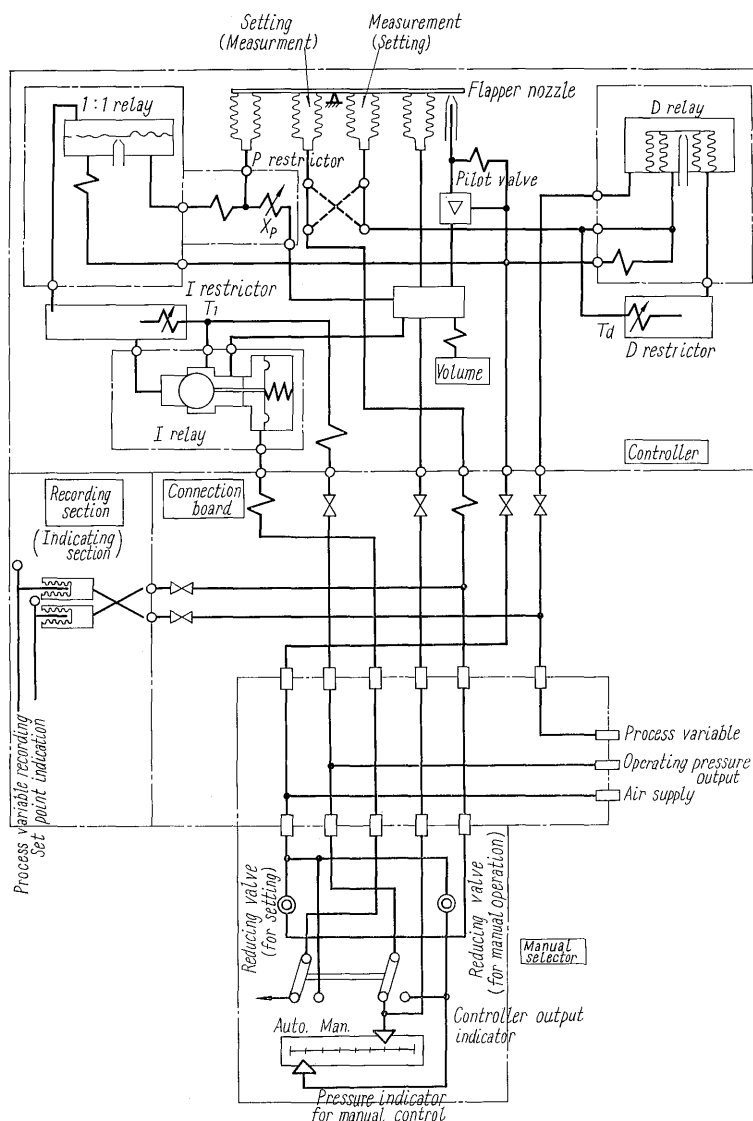 Setting
(Measurment)
Measurement
(Setting)
Flapper nozzle
1:1 relay
D relay
P restrictor
Pilot valve
Xp
I restrictor
T1
Td
D restrictor
Volume
I relay
Controller
Recording
section
(Indicating
section)
Connection
board
Process variable recording
Set point indication
Process variable
Operating pressure
output
Air supply
Reducing valve
(for setting)
Reducing valve
(for manual operation)
Manual
selector
Controller output
indicator
Auto. Man.
Pressure indicator
for manual control